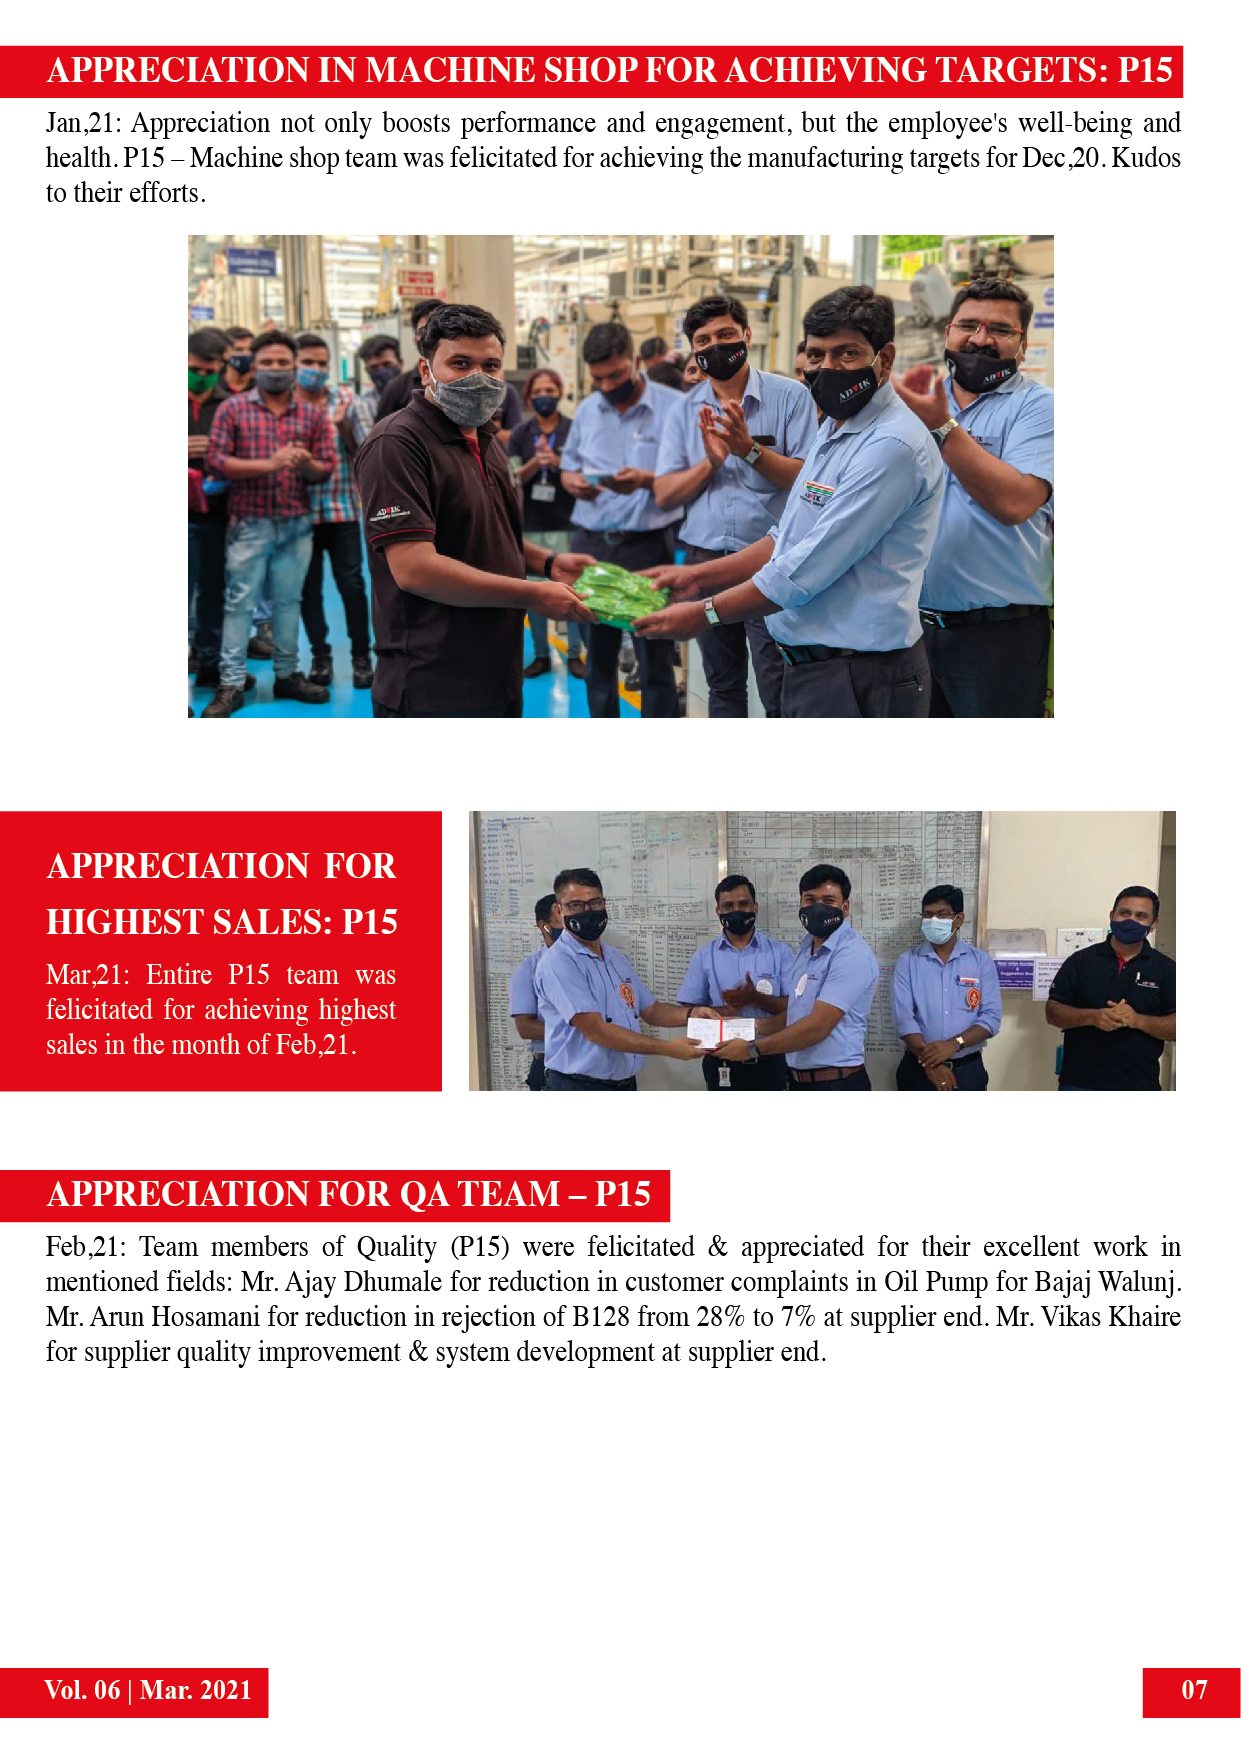 APPRECIATION IN MACHINE SHOP FOR ACHIEVING TARGETS: P15
Jan,21: Appreciation not only boosts performance and engagement, but the employee's well-being and
health. P15 – Machine shop team was felicitated for achieving the manufacturing targets for Dec,20. Kudos
to their efforts.
ADVIK
ADVIK
ADVIK
ADVIK
ADVIK
APPRECIATION FOR
HIGHEST SALES: P15
Mar,21: Entire P15 team was
felicitated for achieving highest
sales in the month of Feb,21.
APPRECIATION FOR QA TEAM – P15
Feb,21: Team members of Quality (P15) were felicitated & appreciated for their excellent work in
mentioned fields: Mr. Ajay Dhumale for reduction in customer complaints in Oil Pump for Bajaj Walunj.
Mr. Arun Hosamani for reduction in rejection of B128 from 28% to 7% at supplier end. Mr. Vikas Khaire
for supplier quality improvement & system development at supplier end.
Vol. 06 | Mar. 2021
07